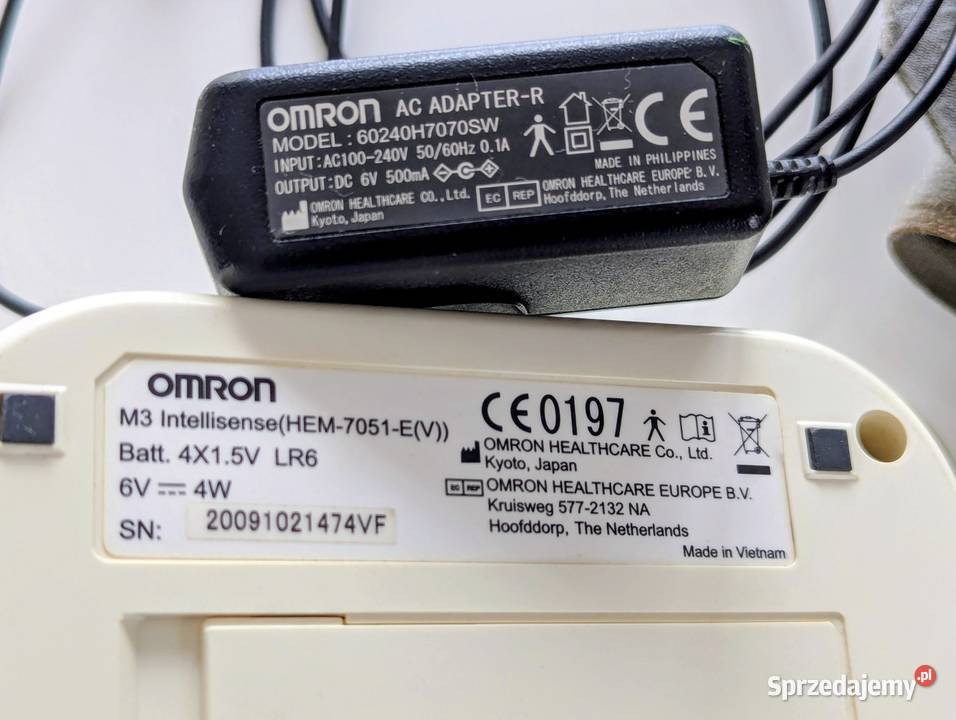 OMRON AC ADAPTER-R
MODEL : 60240H7070SW
INPUT:AC100-240V 50/60Hz 0.1A
OUTPUT:DC 6V 500mA
CE
MADE IN PHILIPPINES
OMRON HEALTHCARE CO.,Ltd.
Kyoto, Japan
EC REP
OMRON HEALTHCARE EUROPE B.V.
Hoofddorp, The Netherlands
OMRON
M3 Intellisense(HEM-7051-E(V))
Batt. 4X1.5V LR6
6V 4W
SN: 20091021474VF
CE0197
OMRON HEALTHCARE Co., Ltd.
Kyoto, Japan
EC REP
OMRON HEALTHCARE EUROPE B.V.
Kruisweg 577-2132 NA
Hoofddorp, The Netherlands
Made in Vietnam
Sprzedajemy.pl